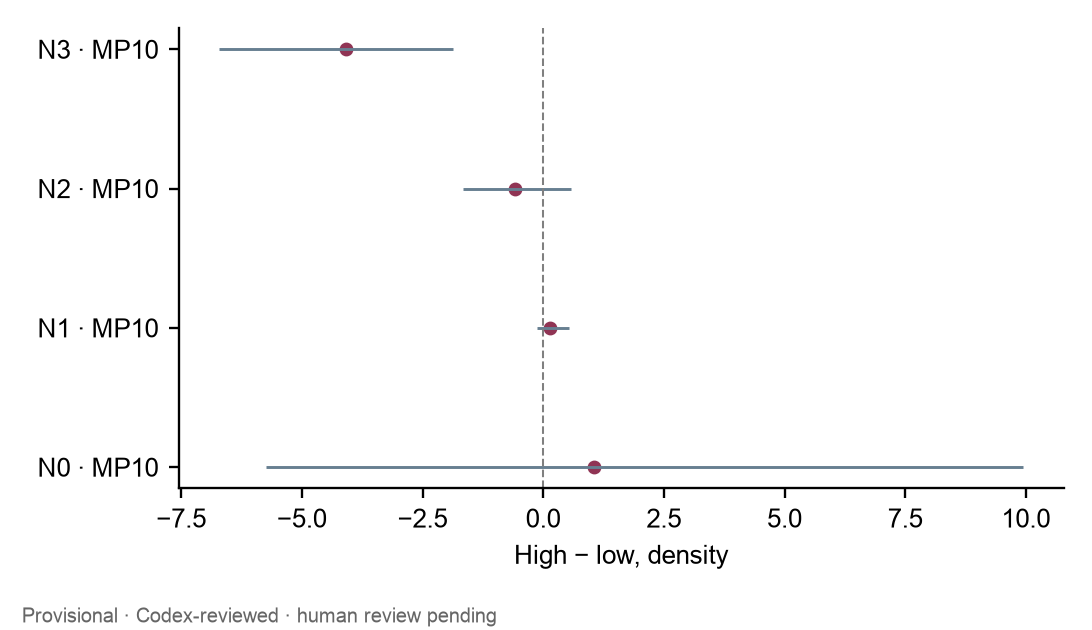 N3 · MP10
N2 · MP10
N1 · MP10
N0 · MP10
−7.5 −5.0 −2.5 0.0 2.5 5.0 7.5 10.0
High − low, density
Provisional · Codex-reviewed · human review pending